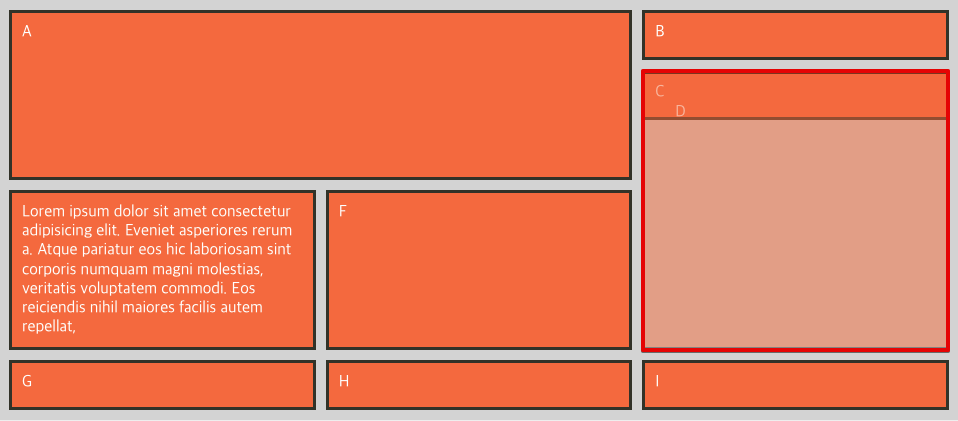 A
B
C
D
Lorem ipsum dolor sit amet consectetur
adipisicing elit. Eveniet asperiores rerum
a. Atque pariatur eos hic laboriosam sint
corporis numquam magni molestias,
veritatis voluptatem commodi. Eos
reiciendis nihil maiores facilis autem
repellat,
F
G
H
I